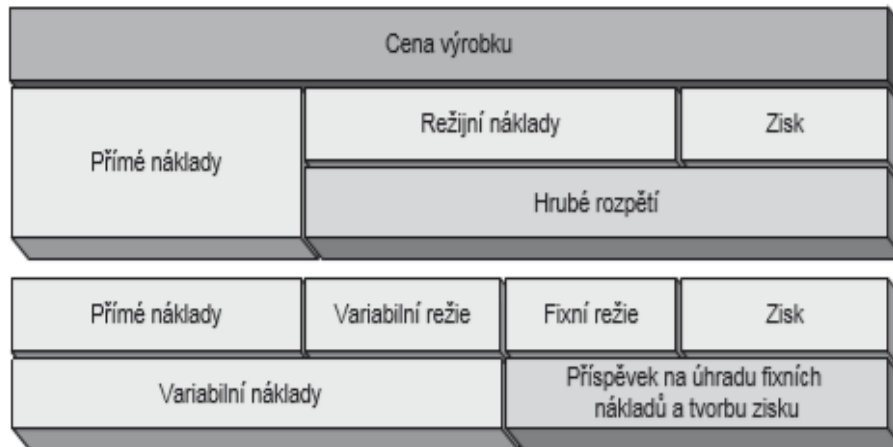 Cena výrobku
Přímé náklady
Režijní náklady
Zisk
Hrubé rozpětí
Přímé náklady
Variabilní režie
Fixní režie
Zisk
Variabilní náklady
Příspěvek na úhradu fixních
nákladů a tvorbu zisku